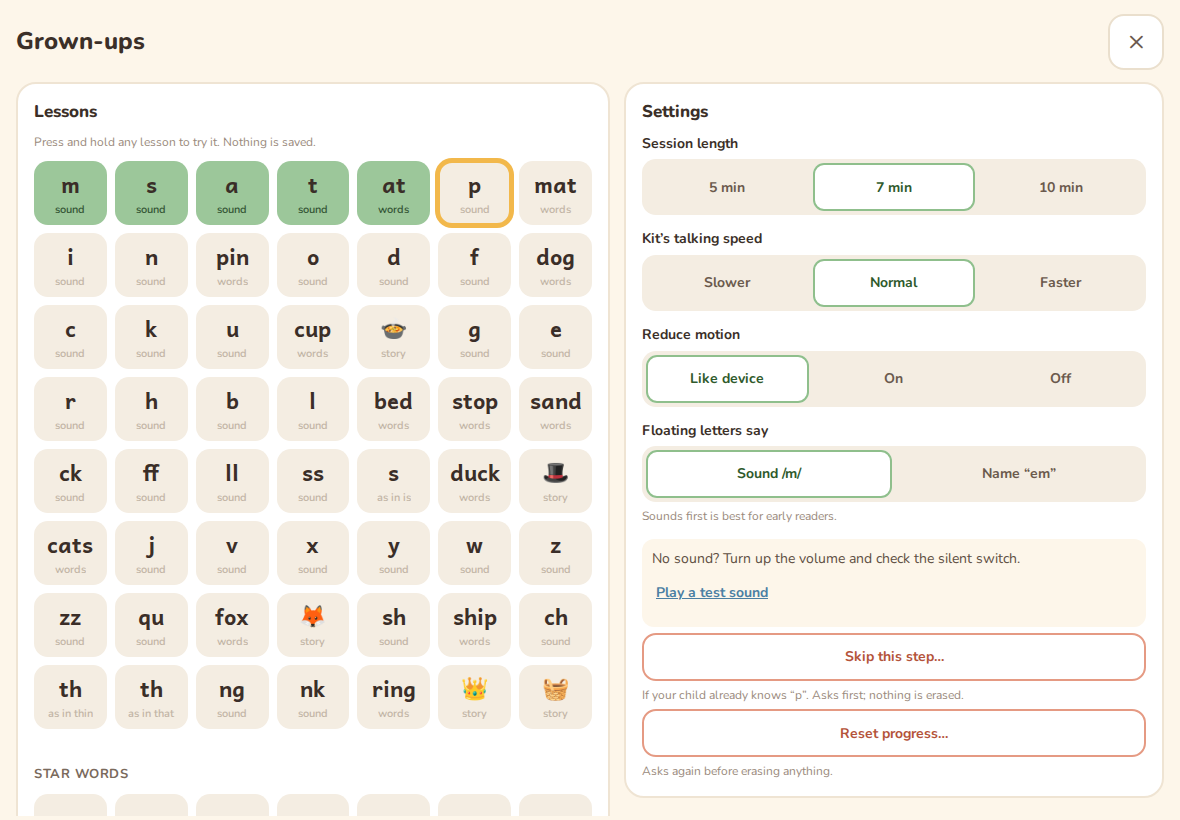 Grown-ups
×
Lessons
Press and hold any lesson to try it. Nothing is saved.
m s a t at p mat
sound sound sound sound words sound words
i n pin o d f dog
sound sound words sound sound sound words
c k u cup g e
sound sound sound words story sound sound
r h b l bed stop sand
sound sound sound sound words words words
ck ff ll ss s duck
sound sound sound sound as in is words story
cats j v x y w z
words sound sound sound sound sound sound
zz qu fox sh ship ch
sound sound words story sound words sound
th th ng nk ring
as in thin as in that sound sound words story story
STAR WORDS
Settings
Session length
5 min 7 min 10 min
Kit’s talking speed
Slower Normal Faster
Reduce motion
Like device On Off
Floating letters say
Sound /m/ Name “em”
Sounds first is best for early readers.
No sound? Turn up the volume and check the silent switch.
Play a test sound
Skip this step…
If your child already knows “p”. Asks first; nothing is erased.
Reset progress…
Asks again before erasing anything.